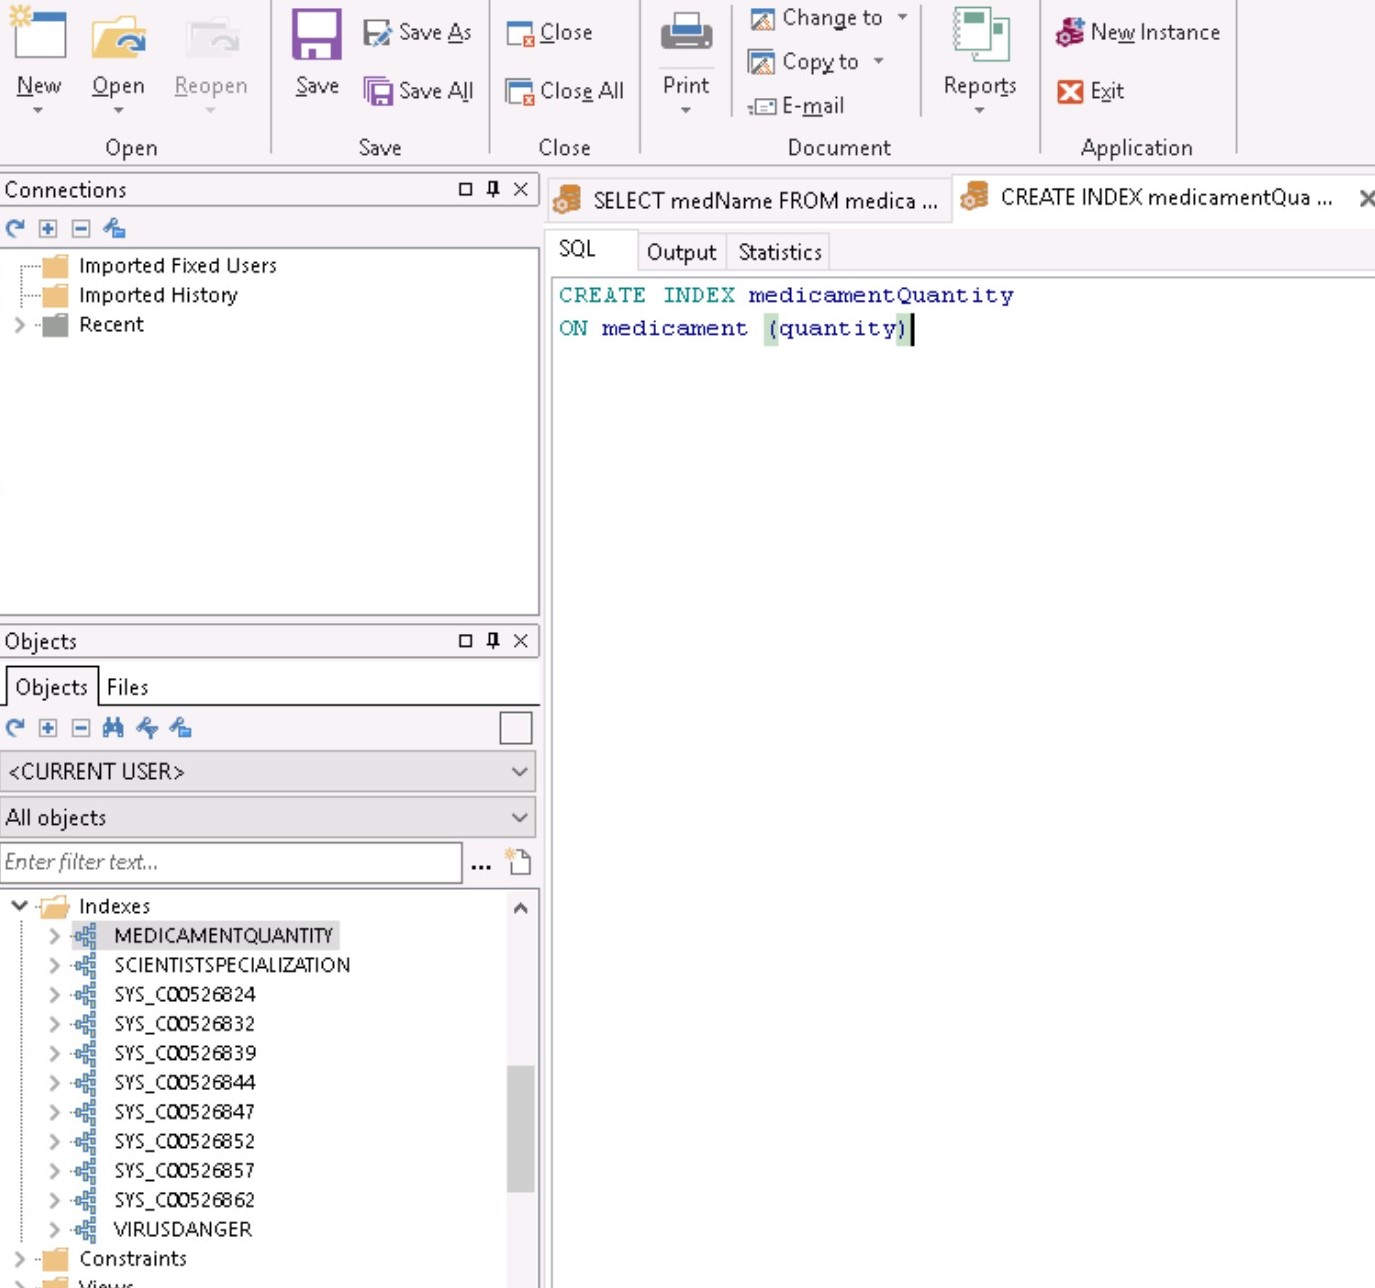 New
Open
Reopen
Save
Save As
Save All
Close
Close All
Print
Change to
Copy to
E-mail
Reports
New Instance
Exit
Open
Save
Close
Document
Application
Connections
Imported Fixed Users
Imported History
Recent
Objects
Objects Files
<CURRENT USER>
All objects
Enter filter text...
...
Indexes
MEDICAMENTQUANTITY
SCIENTISTSPECIALIZATION
SYS_C00526824
SYS_C00526832
SYS_C00526839
SYS_C00526844
SYS_C00526847
SYS_C00526852
SYS_C00526857
SYS_C00526862
VIRUSDANGER
Constraints
Views
SELECT medName FROM medica ...
CREATE INDEX medicamentQua ...
SQL Output Statistics
CREATE INDEX medicamentQuantity
ON medicament (quantity)